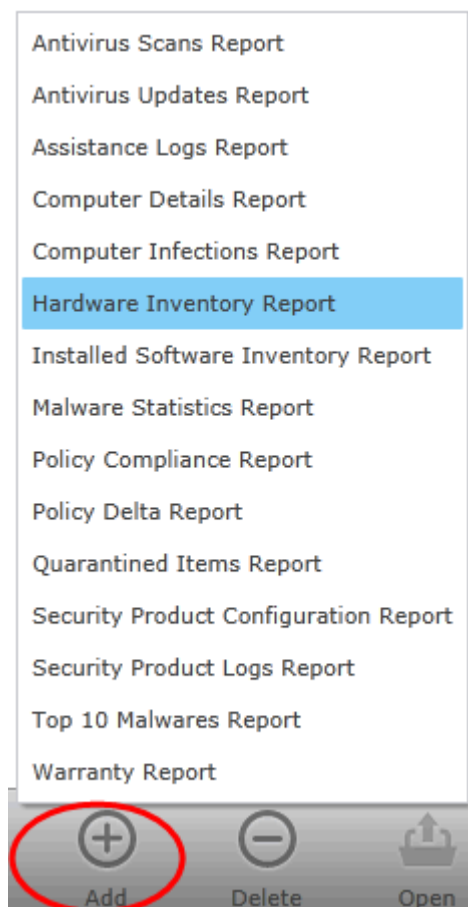 Antivirus Scans Report
Antivirus Updates Report
Assistance Logs Report
Computer Details Report
Computer Infections Report
Hardware Inventory Report
Installed Software Inventory Report
Malware Statistics Report
Policy Compliance Report
Policy Delta Report
Quarantined Items Report
Security Product Configuration Report
Security Product Logs Report
Top 10 Malwares Report
Warranty Report
Add Delete Open